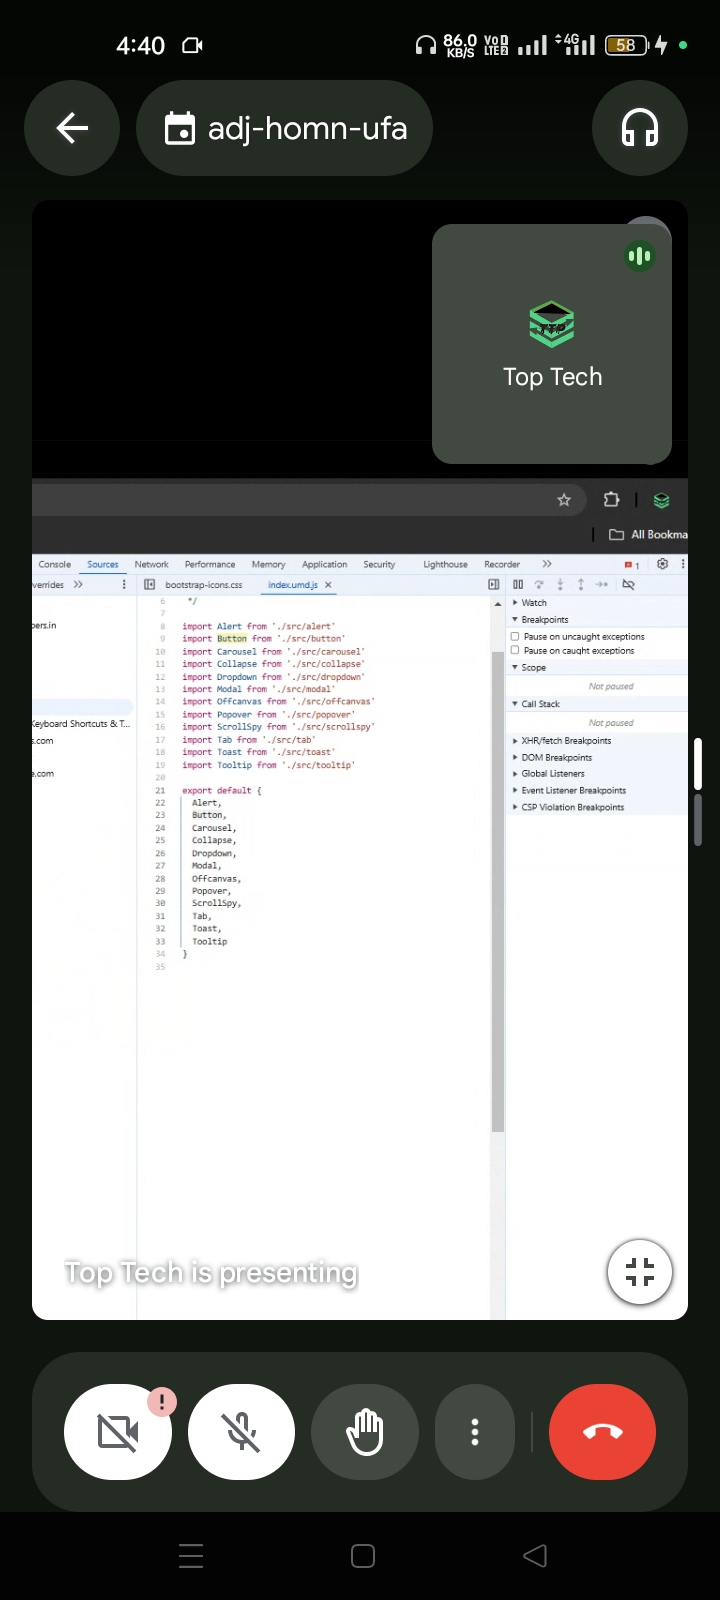 4:40
86.0
KB/S
Vo
LTE 2
4G
58
adj-homn-ufa
Top Tech
All Bookma
Console Sources Network Performance Memory Application Security Lighthouse Recorder
1
verrides
bootstrap-icons.css index.umd.js
6 */
7
8 import Alert from './src/alert'
9 import Button from './src/button'
10 import Carousel from './src/carousel'
11 import Collapse from './src/collapse'
12 import Dropdown from './src/dropdown'
13 import Modal from './src/modal'
14 import Offcanvas from './src/offcanvas'
15 import Popover from './src/popover'
16 import ScrollSpy from './src/scrollspy'
17 import Tab from './src/tab'
18 import Toast from './src/toast'
19 import Tooltip from './src/tooltip'
20
21 export default {
22 Alert,
23 Button,
24 Carousel,
25 Collapse,
26 Dropdown,
27 Modal,
28 Offcanvas,
29 Popover,
30 ScrollSpy,
31 Tab,
32 Toast,
33 Tooltip
34 }
35
pers.in
Keyboard Shortcuts & T...
s.com
e.com
Watch
Breakpoints
Pause on uncaught exceptions
Pause on caught exceptions
Scope
Not paused
Call Stack
Not paused
XHR/fetch Breakpoints
DOM Breakpoints
Global Listeners
Event Listener Breakpoints
CSP Violation Breakpoints
Top Tech is presenting